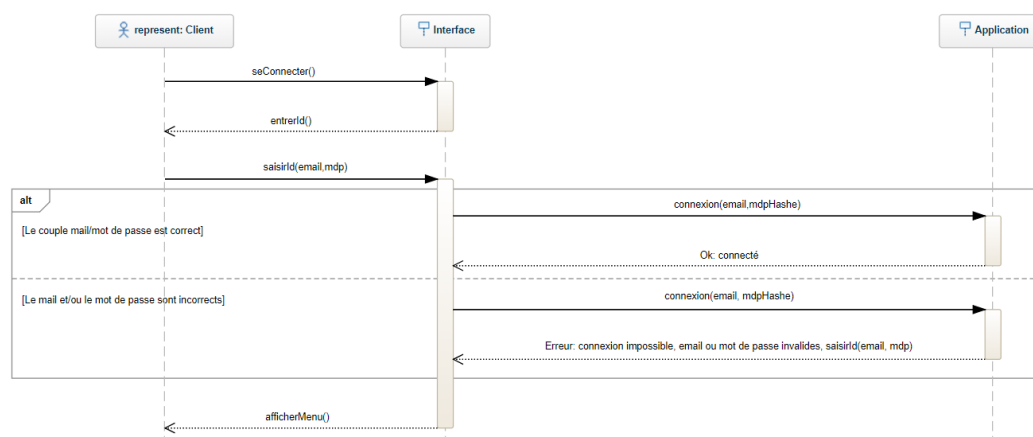 represent: Client
Interface
Application
seConnecter()
entrerId()
saisirId(email,mdp)
alt
connexion(email,mdpHashe)
[Le couple mail/mot de passe est correct]
Ok: connecté
[Le mail et/ou le mot de passe sont incorrects]
connexion(email, mdpHashe)
Erreur: connexion impossible, email ou mot de passe invalides, saisirId(email, mdp)
afficherMenu()